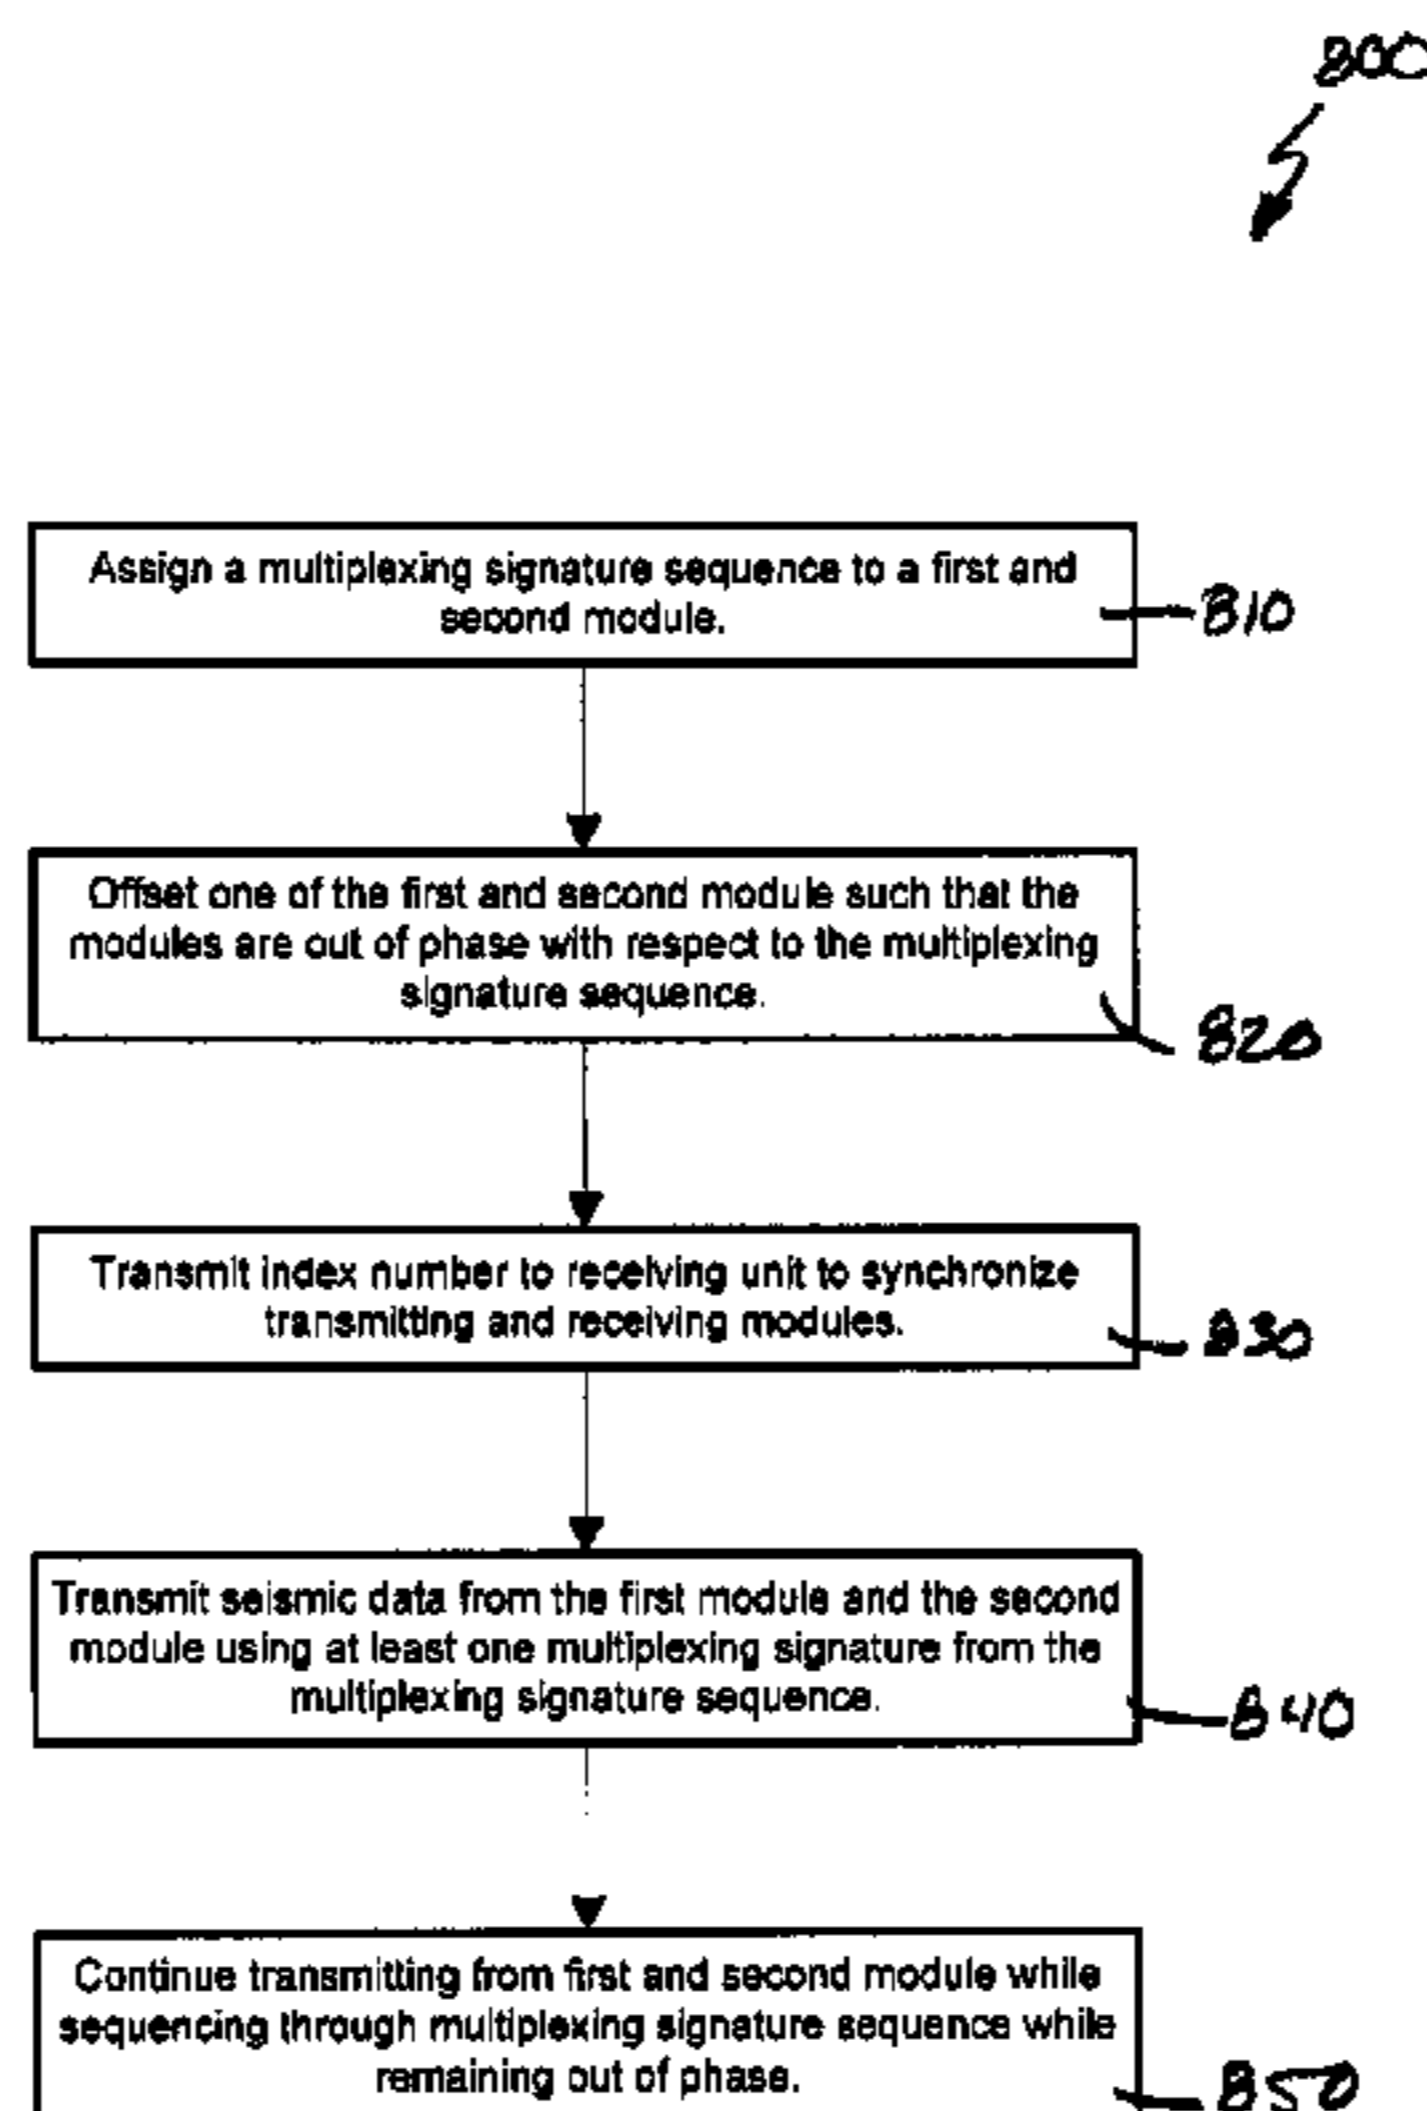 800
Assign a multiplexing signature sequence to a first and
second module.
810
Offset one of the first and second module such that the
modules are out of phase with respect to the multiplexing
signature sequence.
820
Transmit index number to receiving unit to synchronize
transmitting and receiving modules.
830
Transmit seismic data from the first module and the second
module using at least one multiplexing signature from the
multiplexing signature sequence.
840
Continue transmitting from first and second module while
sequencing through multiplexing signature sequence while
remaining out of phase.
850